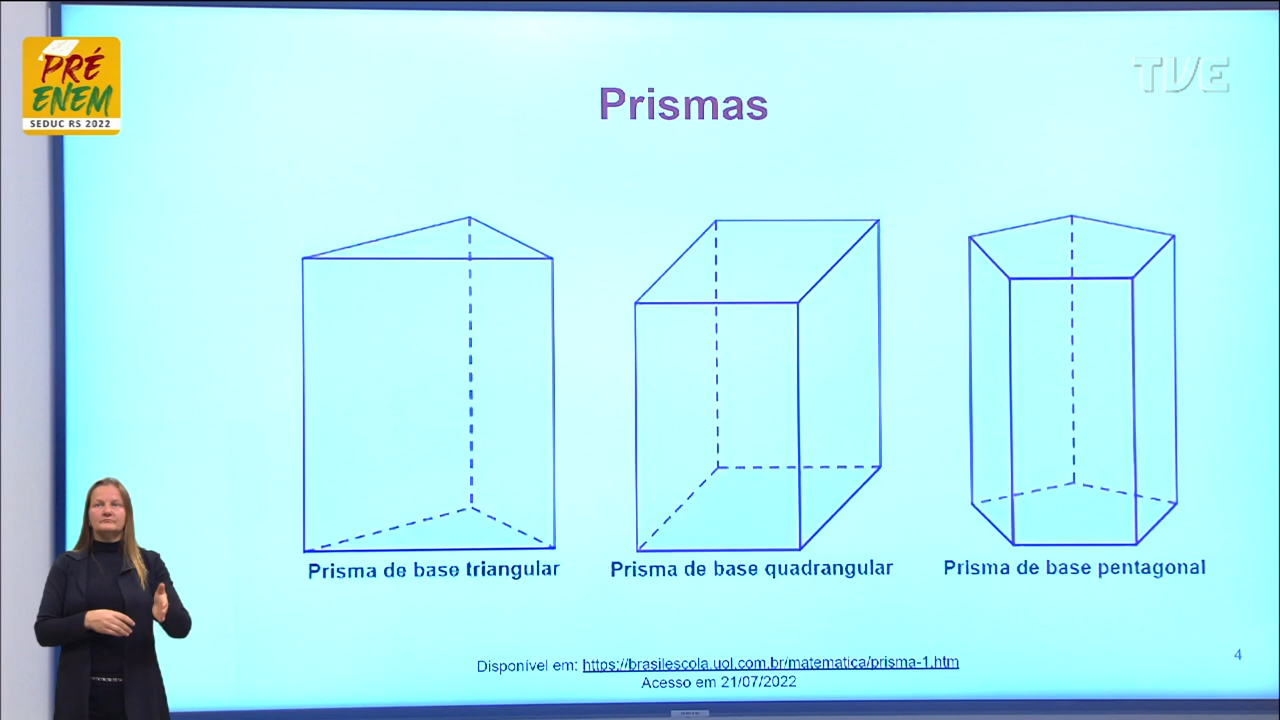 PRÉ
ENEM
SEDUC RS 2022
TVE
Prismas
Prisma de base triangular
Prisma de base quadrangular
Prisma de base pentagonal
Disponível em: https://brasilescola.uol.com.br/matematica/prisma-1.htm
Acesso em 21/07/2022
4